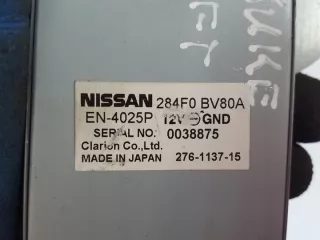 JUKE
NISSAN 284F0 BV80A
EN-4025P 12V ⊖ GND
SERIAL NO. 0038875
Clarion Co.,Ltd.
MADE IN JAPAN 276-1137-15